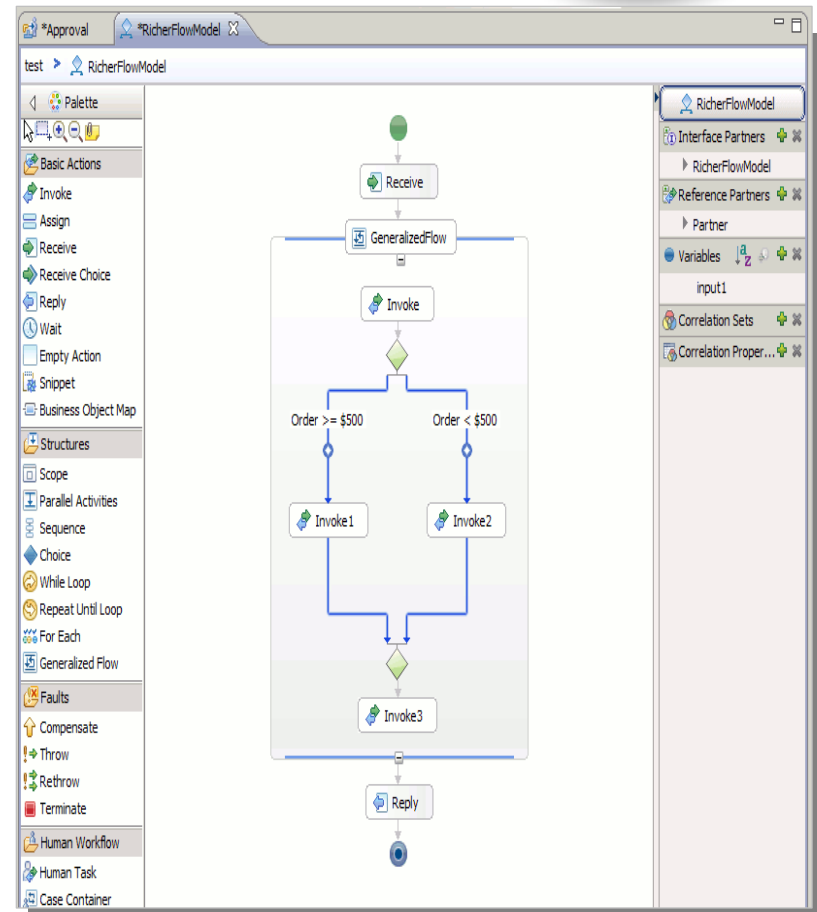 *Approval
*RicherFlowModel
test > RicherFlowModel
Palette
Basic Actions
Invoke
Assign
Receive
Receive Choice
Reply
Wait
Empty Action
Snippet
Business Object Map
Structures
Scope
Parallel Activities
Sequence
Choice
While Loop
Repeat Until Loop
For Each
Generalized Flow
Faults
Compensate
Throw
Rethrow
Terminate
Human Workflow
Human Task
Case Container
Receive
GeneralizedFlow
Invoke
Order >= $500
Order < $500
Invoke1
Invoke2
Invoke3
Reply
RicherFlowModel
Interface Partners
RicherFlowModel
Reference Partners
Partner
Variables
input1
Correlation Sets
Correlation Proper...